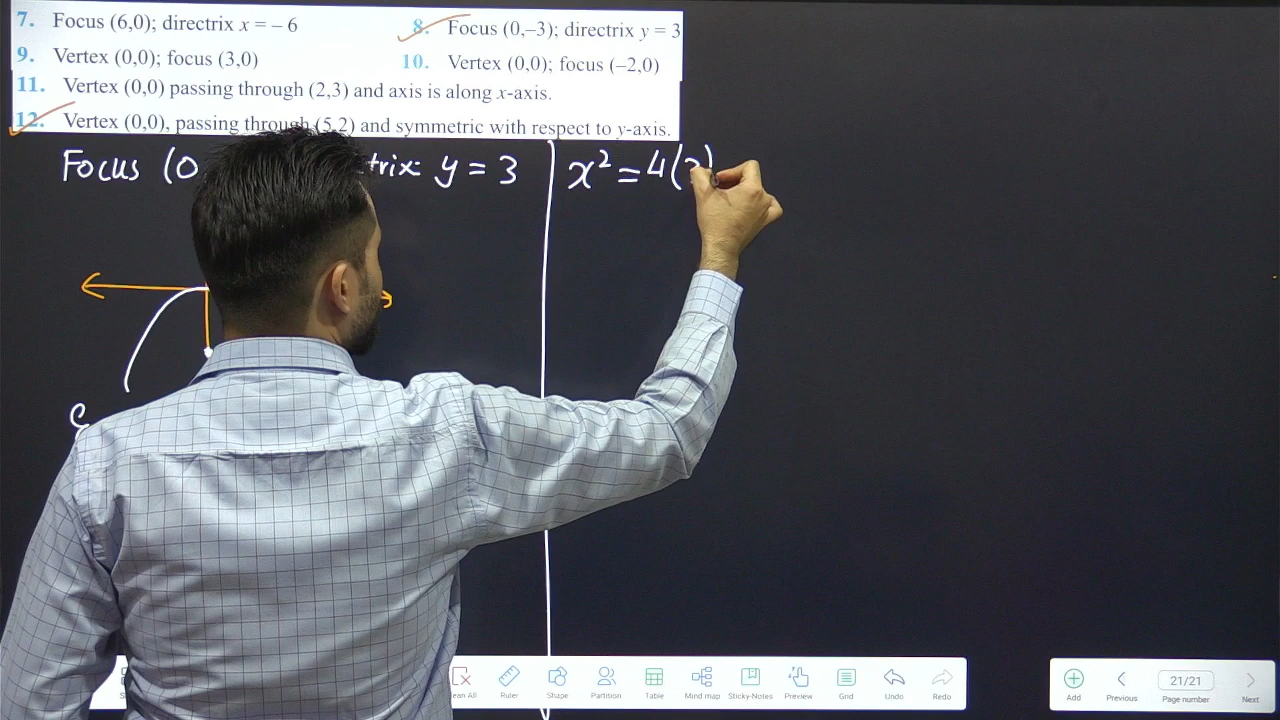 7. Focus (6,0); directrix x = – 6
8. Focus (0,–3); directrix y = 3
9. Vertex (0,0); focus (3,0)
10. Vertex (0,0); focus (–2,0)
11. Vertex (0,0) passing through (2,3) and axis is along x-axis.
12. Vertex (0,0), passing through (5,2) and symmetric with respect to y-axis.
Focus (0 trix: y = 3
x² = 4(
Ruler
Shape
Partition
Table
Mind map
Sticky-Notes
Preview
Grid
Undo
Redo
Add
Previous
21/21
Page number
Next